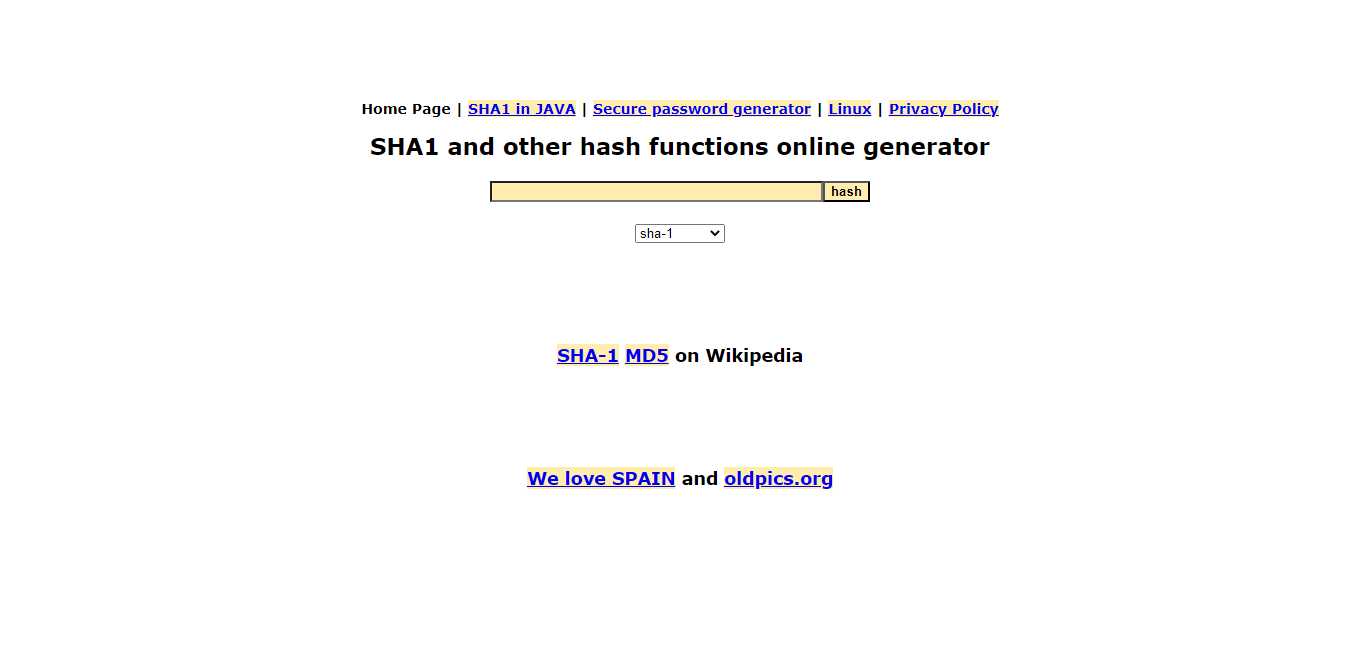 Home Page | SHA1 in JAVA | Secure password generator | Linux | Privacy Policy
SHA1 and other hash functions online generator
hash
sha-1
SHA-1 MD5 on Wikipedia
We love SPAIN and oldpics.org